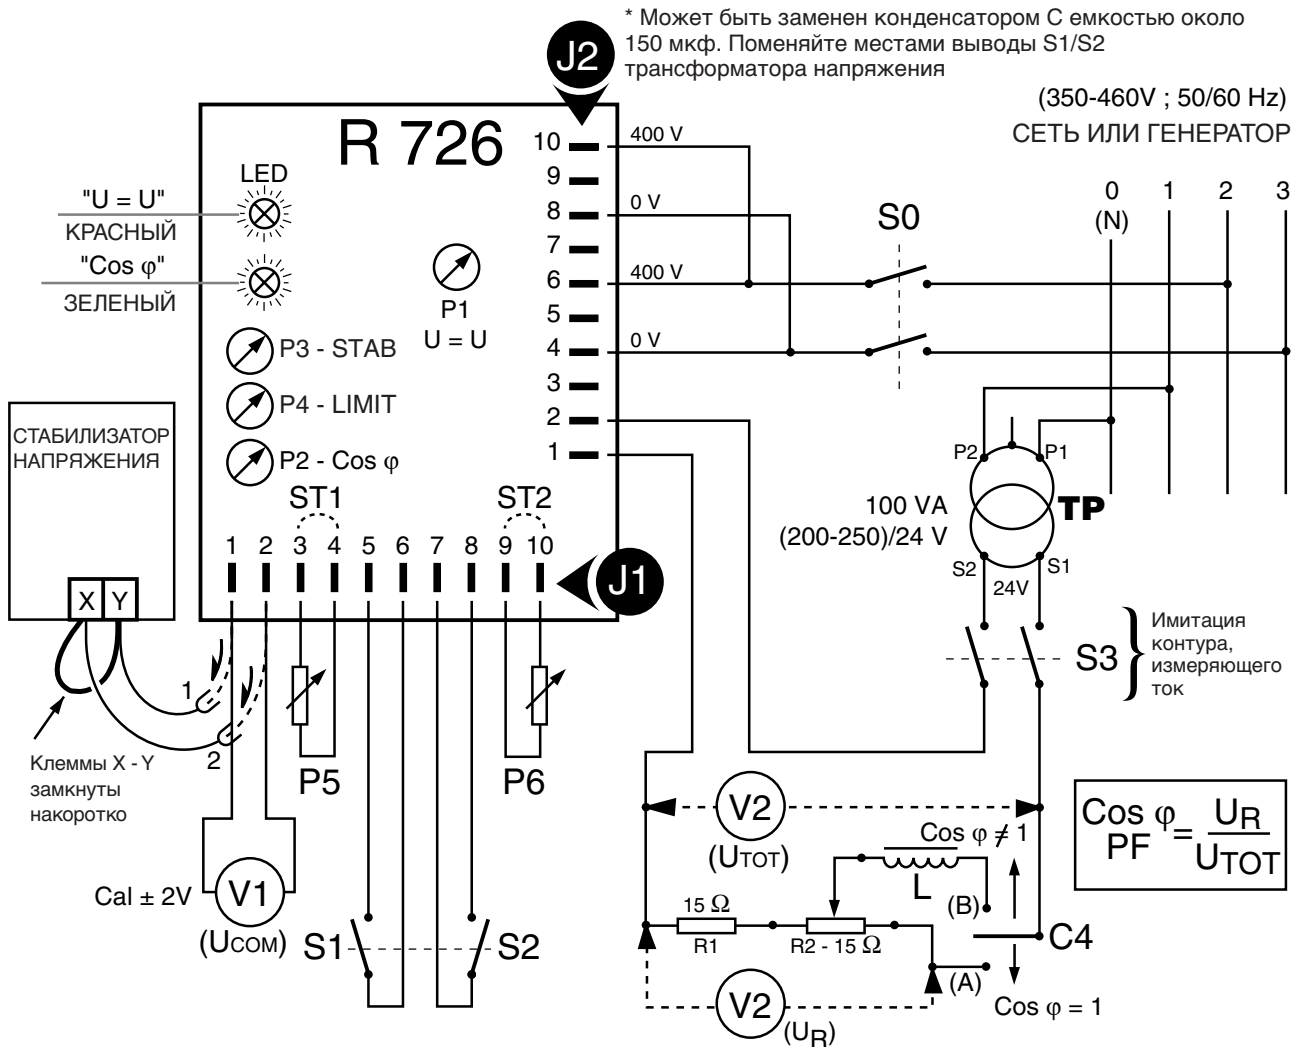 * Может быть заменен конденсатором С емкостью около
150 мкф. Поменяйте местами выводы S1/S2
трансформатора напряжения
J2
(350-460V ; 50/60 Hz)
СЕТЬ ИЛИ ГЕНЕРАТОР
R 726
10
400 V
9
8
0 V
7
6
400 V
5
4
0 V
3
2
1
LED
"U = U"
КРАСНЫЙ
"Cos φ"
ЗЕЛЕНЫЙ
P1
U = U
P3 - STAB
P4 - LIMIT
P2 - Cos φ
S0
0
(N)
1
2
3
СТАБИЛИЗАТОР
НАПРЯЖЕНИЯ
X Y
ST1
ST2
1 2 3 4 5 6 7 8 9 10
J1
P2
P1
100 VA
(200-250)/24 V
TP
S2
S1
24V
S3
Имитация
контура,
измеряющего
ток
1
2
Клеммы X - Y
замкнуты
накоротко
P5
P6
Cal ± 2V
V1
(UCOM)
S1
S2
V2
(UTOT)
Cos φ ≠ 1
L
(B)
15 Ω
R1
R2 - 15 Ω
C4
(A)
Cos φ = 1
V2
(UR)
Cos φ
PF
=
UR
UTOT